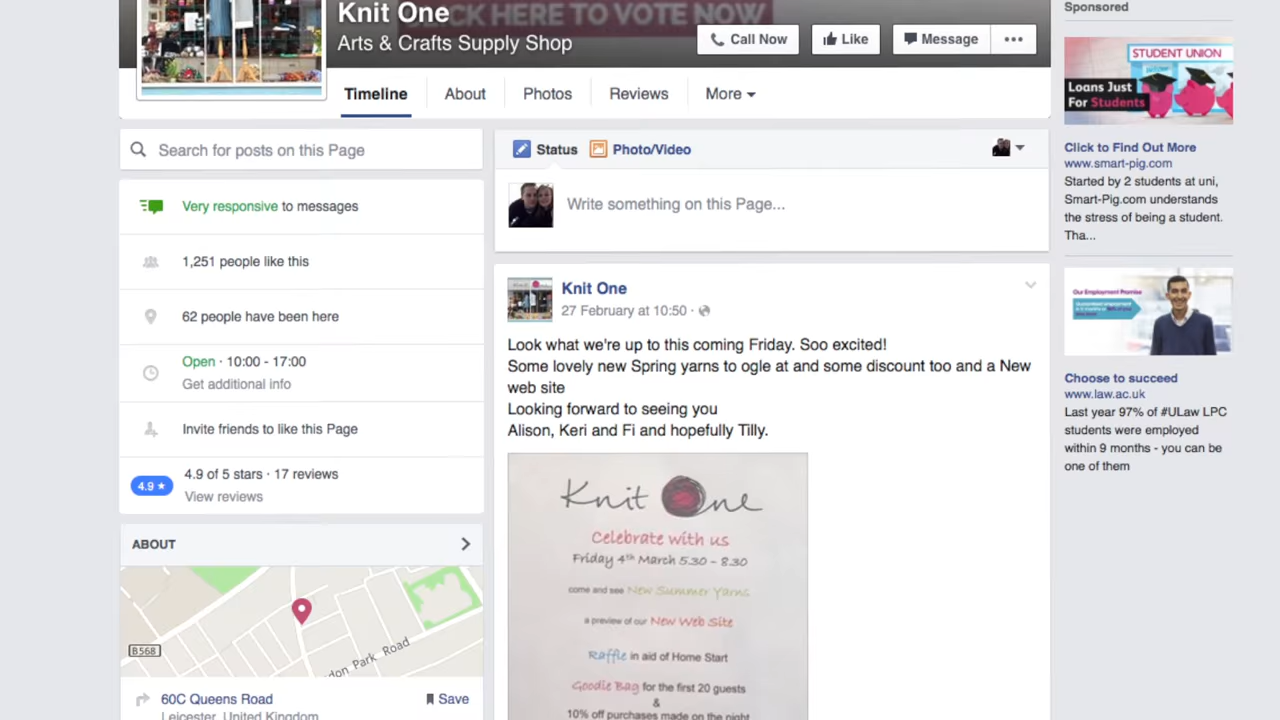 CK HERE TO VOTE NOW
Knit One
Arts & Crafts Supply Shop
Call Now
Like
Message
Timeline
About
Photos
Reviews
More
Search for posts on this Page
Very responsive to messages
1,251 people like this
62 people have been here
Open · 10:00 - 17:00
Get additional info
Invite friends to like this Page
4.9 ★
4.9 of 5 stars · 17 reviews
View reviews
ABOUT
B568
don Park Road
60C Queens Road
Save
Leicester, United Kingdom
Status
Photo/Video
Write something on this Page...
Knit One
27 February at 10:50 ·
Look what we're up to this coming Friday. Soo excited!
Some lovely new Spring yarns to ogle at and some discount too and a New
web site
Looking forward to seeing you
Alison, Keri and Fi and hopefully Tilly.
Knit One
Celebrate with us
Friday 4th March 5.30 - 8.30
come and see New Summer Yarns
a preview of our New Web Site
Raffle in aid of Home Start
Goodie Bag for the first 20 guests
&
10% off purchases made on the night
Sponsored
STUDENT UNION
Loans Just
For Students
Click to Find Out More
www.smart-pig.com
Started by 2 students at uni,
Smart-Pig.com understands
the stress of being a student.
Tha...
Our Employment Promise
Choose to succeed
www.law.ac.uk
Last year 97% of #ULaw LPC
students were employed
within 9 months - you can be
one of them